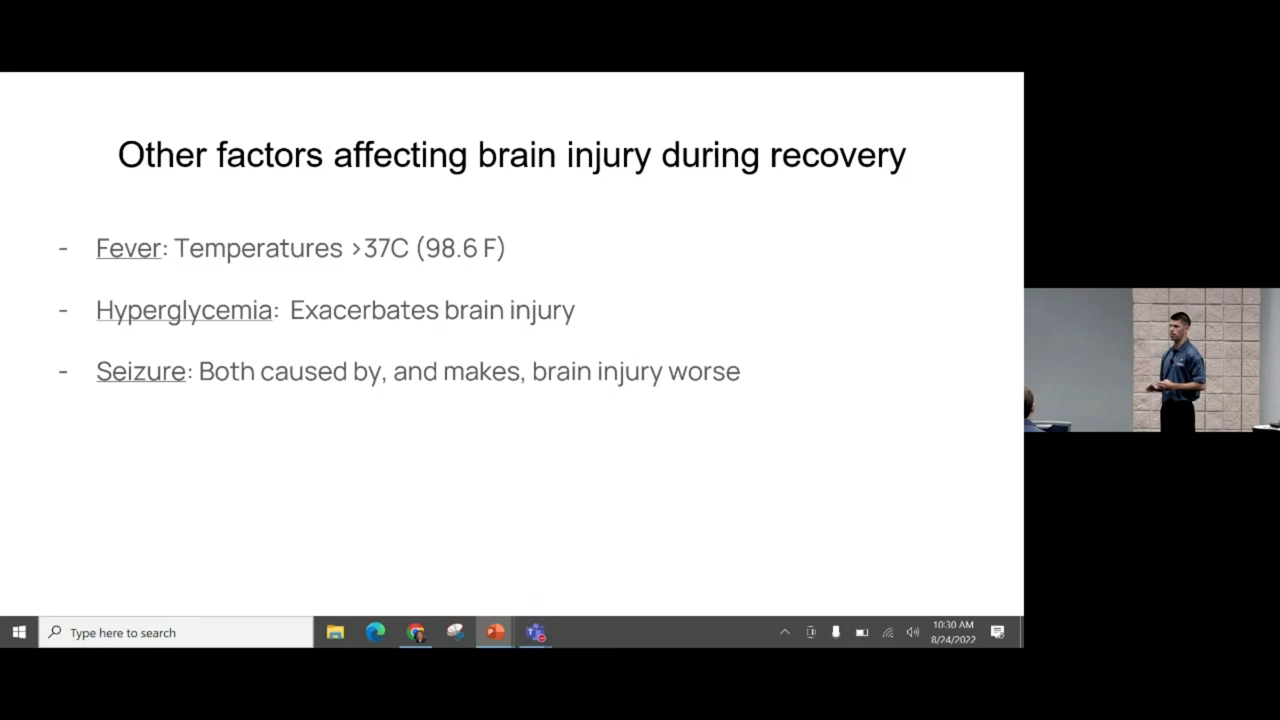 Other factors affecting brain injury during recovery
- Fever: Temperatures >37C (98.6 F)
- Hyperglycemia: Exacerbates brain injury
- Seizure: Both caused by, and makes, brain injury worse
Type here to search
10:30 AM
8/24/2022